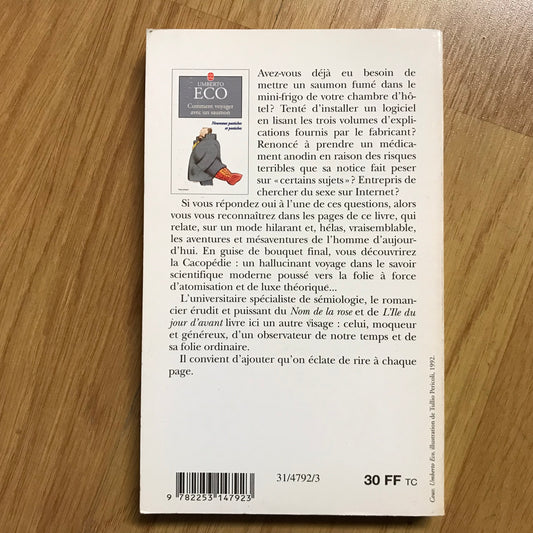 UMBERTO
ECO
Comment voyager
avec un saumon
Nouveaux pastiches
et postiches
Avez-vous déjà eu besoin de
mettre un saumon fumé dans le
mini-frigo de votre chambre d'hô-
tel ? Tenté d'installer un logiciel
en lisant les trois volumes d'expli-
cations fournis par le fabricant ?
Renoncé à prendre un médica-
ment anodin en raison des risques
terribles que sa notice fait peser
sur « certains sujets » ? Entrepris de
chercher du sexe sur Internet ?
Si vous répondez oui à l'une de ces questions, alors
vous vous reconnaîtrez dans les pages de ce livre, qui
relate, sur un mode hilarant et, hélas, vraisemblable,
les aventures et mésaventures de l'homme d'aujour-
d'hui. En guise de bouquet final, vous découvrirez
la Cacopédie : un hallucinant voyage dans le savoir
scientifique moderne poussé vers la folie à force
d'atomisation et de luxe théorique...
L'universitaire spécialiste de sémiologie, le roman-
cier érudit et puissant du Nom de la rose et de L'Ile du
jour d'avant livre ici un autre visage : celui, moqueur
et généreux, d'un observateur de notre temps et de
sa folie ordinaire.
Il convient d'ajouter qu'on éclate de rire à chaque
page.
Couv. Umberto Eco, illustration de Tullio Pericoli, 1992.
31/4792/3
30 FF TC
9 782253 147923